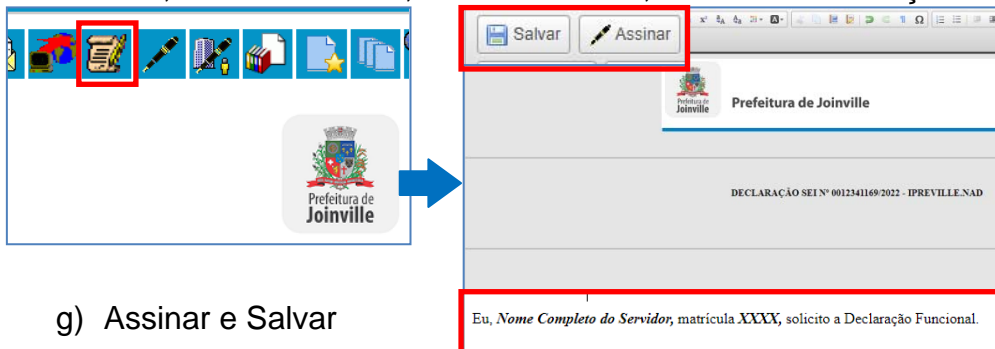 Salvar Assinar
Prefeitura de
Joinville
Prefeitura de Joinville
Prefeitura de
Joinville
DECLARAÇÃO SEI Nº 0012341169/2022 - IPREVILLE.NAD
g) Assinar e Salvar
Eu, Nome Completo do Servidor, matrícula XXXX, solicito a Declaração Funcional.